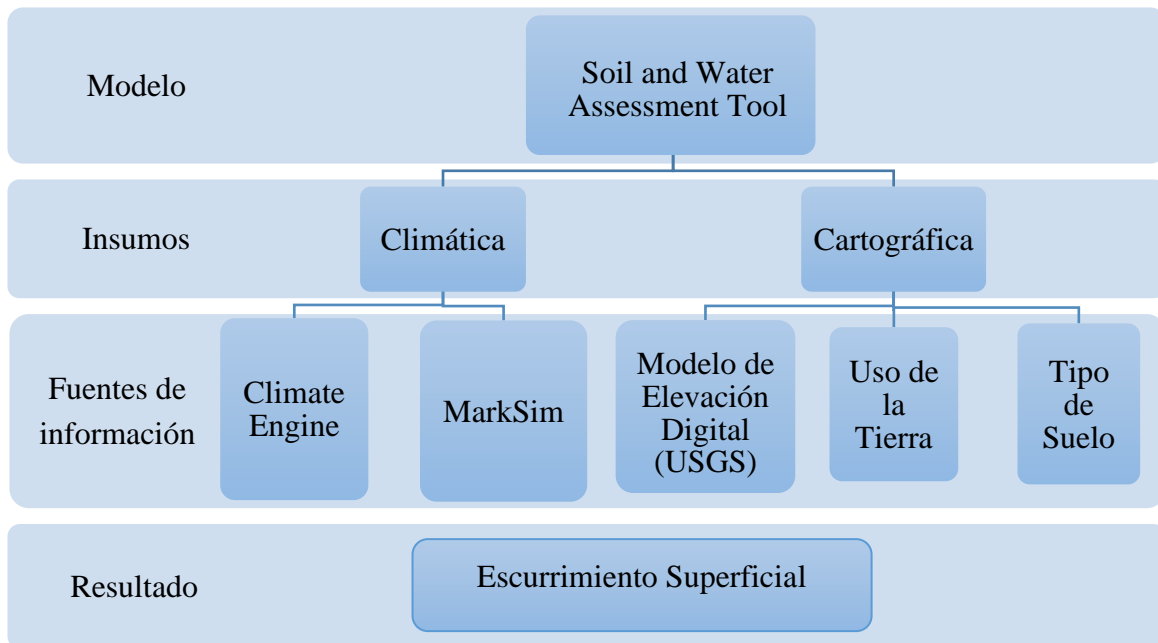 Modelo
Soil and Water
Assessment Tool
Insumos
Climática
Cartográfica
Fuentes de
información
Climate
Engine
MarkSim
Modelo de
Elevación
Digital
(USGS)
Uso de
la
Tierra
Tipo
de
Suelo
Resultado
Escurrimiento Superficial